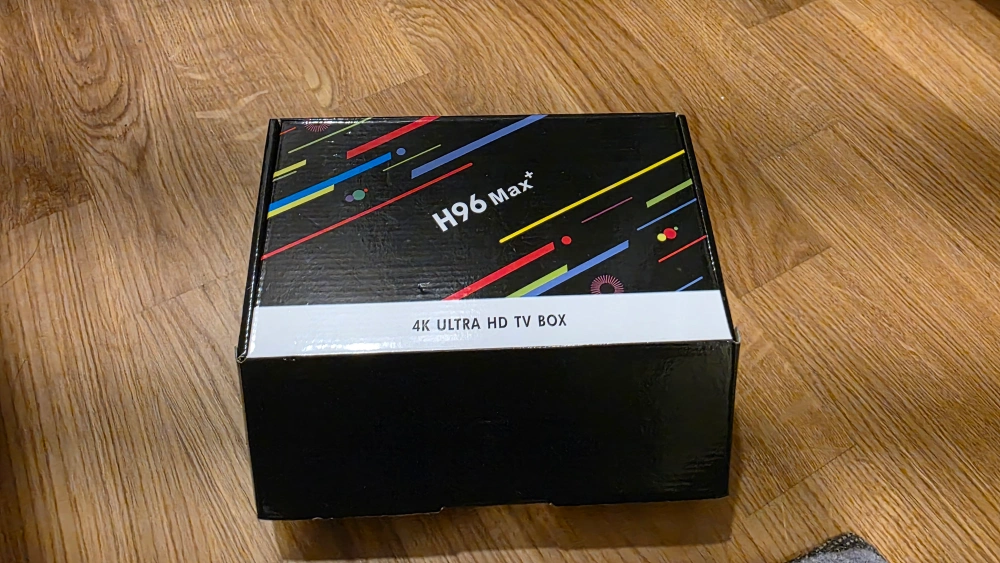 H96 Max+
4K ULTRA HD TV BOX